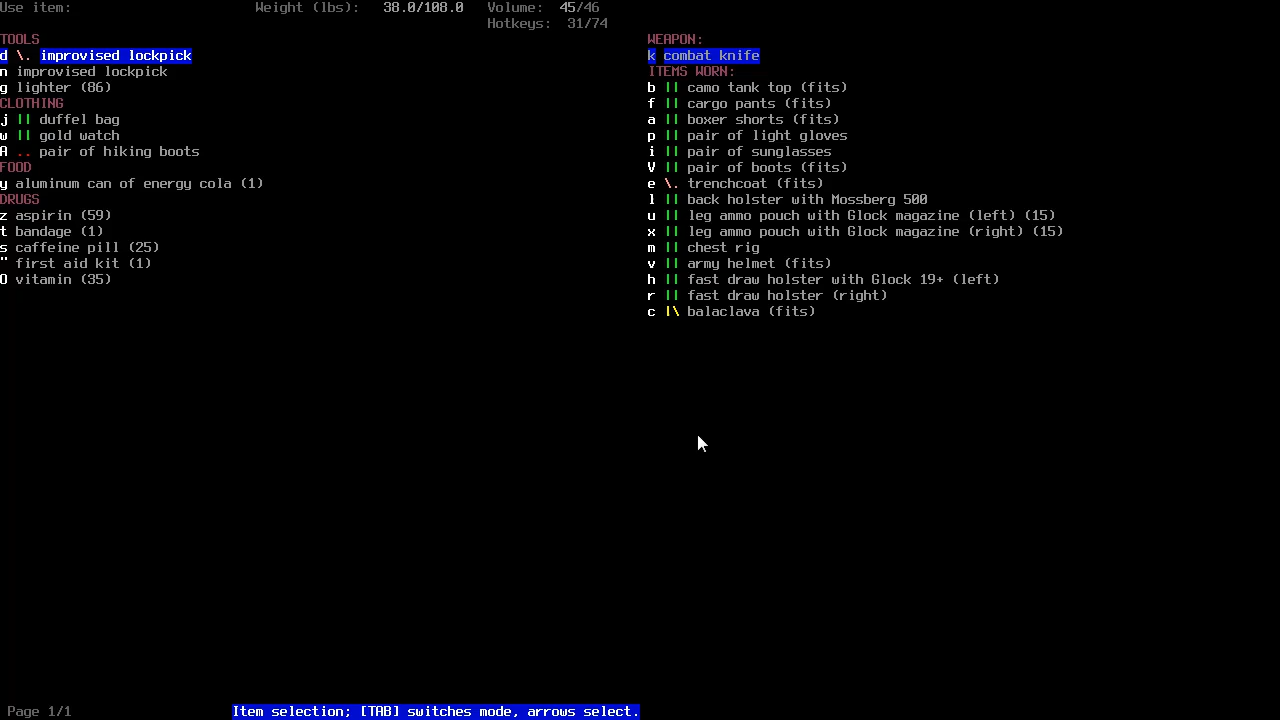 Use item: Weight (lbs): 38.0/108.0 Volume: 45/46
Hotkeys: 31/74
TOOLS
d \. improvised lockpick
n improvised lockpick
g lighter (86)
CLOTHING
j || duffel bag
w || gold watch
A .. pair of hiking boots
FOOD
y aluminum can of energy cola (1)
DRUGS
z aspirin (59)
t bandage (1)
s caffeine pill (25)
" first aid kit (1)
O vitamin (35)
WEAPON:
k combat knife
ITEMS WORN:
b || camo tank top (fits)
f || cargo pants (fits)
a || boxer shorts (fits)
p || pair of light gloves
i || pair of sunglasses
V || pair of boots (fits)
e \. trenchcoat (fits)
l || back holster with Mossberg 500
u || leg ammo pouch with Glock magazine (left) (15)
x || leg ammo pouch with Glock magazine (right) (15)
m || chest rig
v || army helmet (fits)
h || fast draw holster with Glock 19+ (left)
r || fast draw holster (right)
c |\ balaclava (fits)
Page 1/1 Item selection; [TAB] switches mode, arrows select.